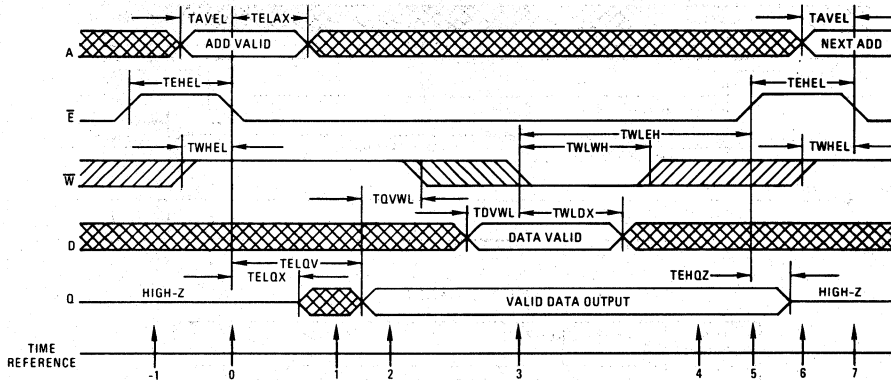 TAVEL TELAX TAVEL
A ADD VALID NEXT ADD
TEHEL TEHEL
E
TWLEH
TWHEL TWLWH TWHEL
W
TQVWL
TDVWL TWLDX
D DATA VALID
TELQV
TELQX TEHQZ
Q HIGH-Z VALID DATA OUTPUT HIGH-Z
TIME
REFERENCE
-1 0 1 2 3 4 5 6 7